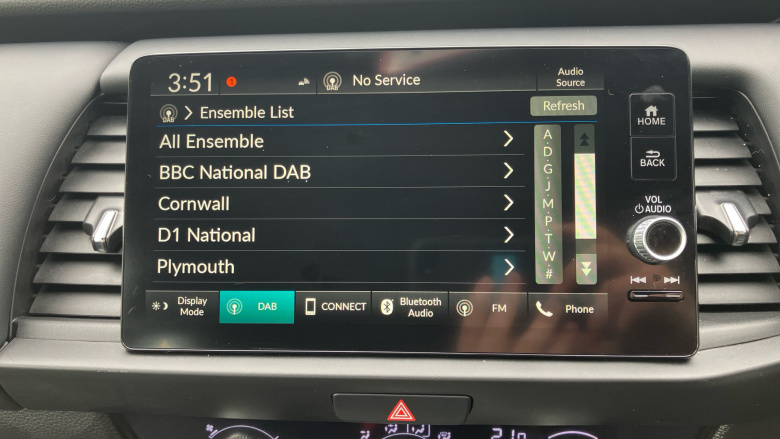 3:51 1 DAB No Service Audio Source
DAB Ensemble List Refresh
All Ensemble
BBC National DAB
Cornwall
D1 National
Plymouth
A
D
G
J
M
P
T
W
#
HOME
BACK
VOL
AUDIO
Display Mode DAB CONNECT Bluetooth Audio FM Phone